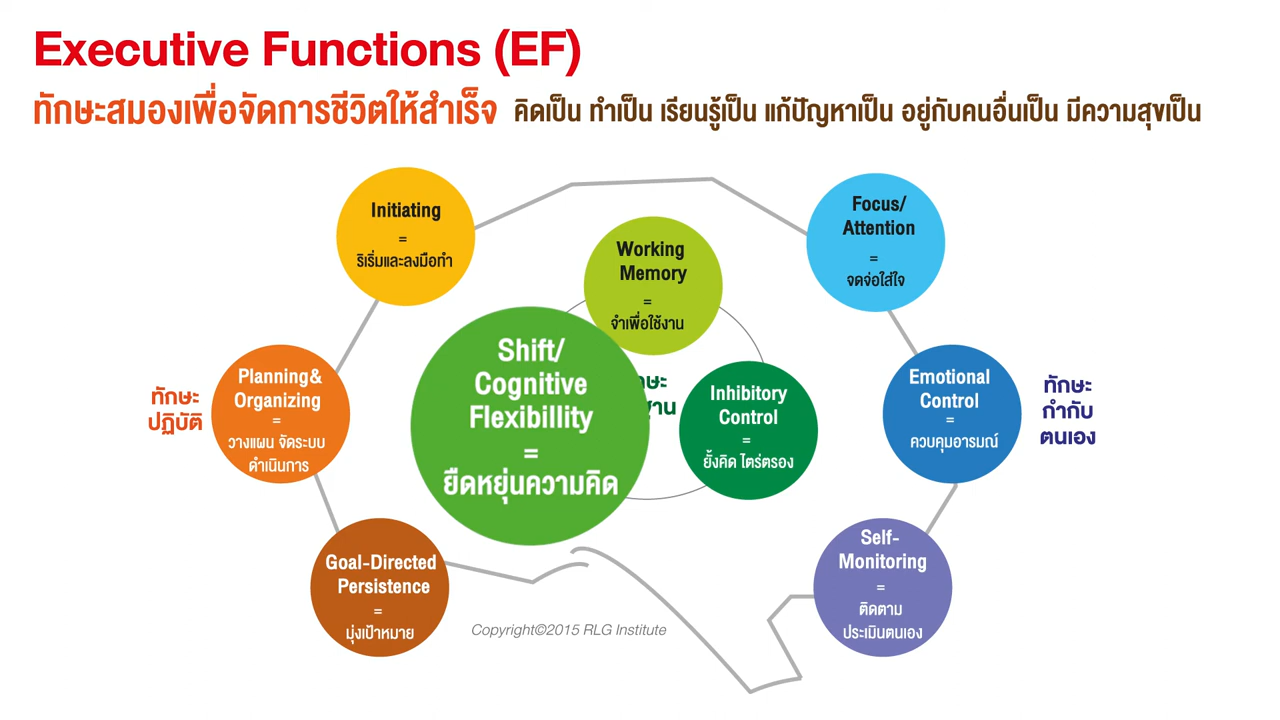 Executive Functions (EF)
ทักษะสมองเพื่อจัดการชีวิตให้สำเร็จ คิดเป็น ทำเป็น เรียนรู้เป็น แก้ปัญหาเป็น อยู่กับคนอื่นเป็น มีความสุขเป็น
Initiating
=
ริเริ่มและลงมือทำ
Focus/
Attention
=
จดจ่อใส่ใจ
Working
Memory
=
จำเพื่อใช้งาน
Shift/
Cognitive
Flexibillity
=
ยืดหยุ่นความคิด
Inhibitory
Control
=
ยั้งคิด ไตร่ตรอง
ทักษะ
ปฏิบัติ
Planning&
Organizing
=
วางแผน จัดระบบ
ดำเนินการ
Emotional
Control
=
ควบคุมอารมณ์
ทักษะ
กำกับ
ตนเอง
Goal-Directed
Persistence
=
มุ่งเป้าหมาย
Self-
Monitoring
=
ติดตาม
ประเมินตนเอง
Copyright©2015 RLG Institute